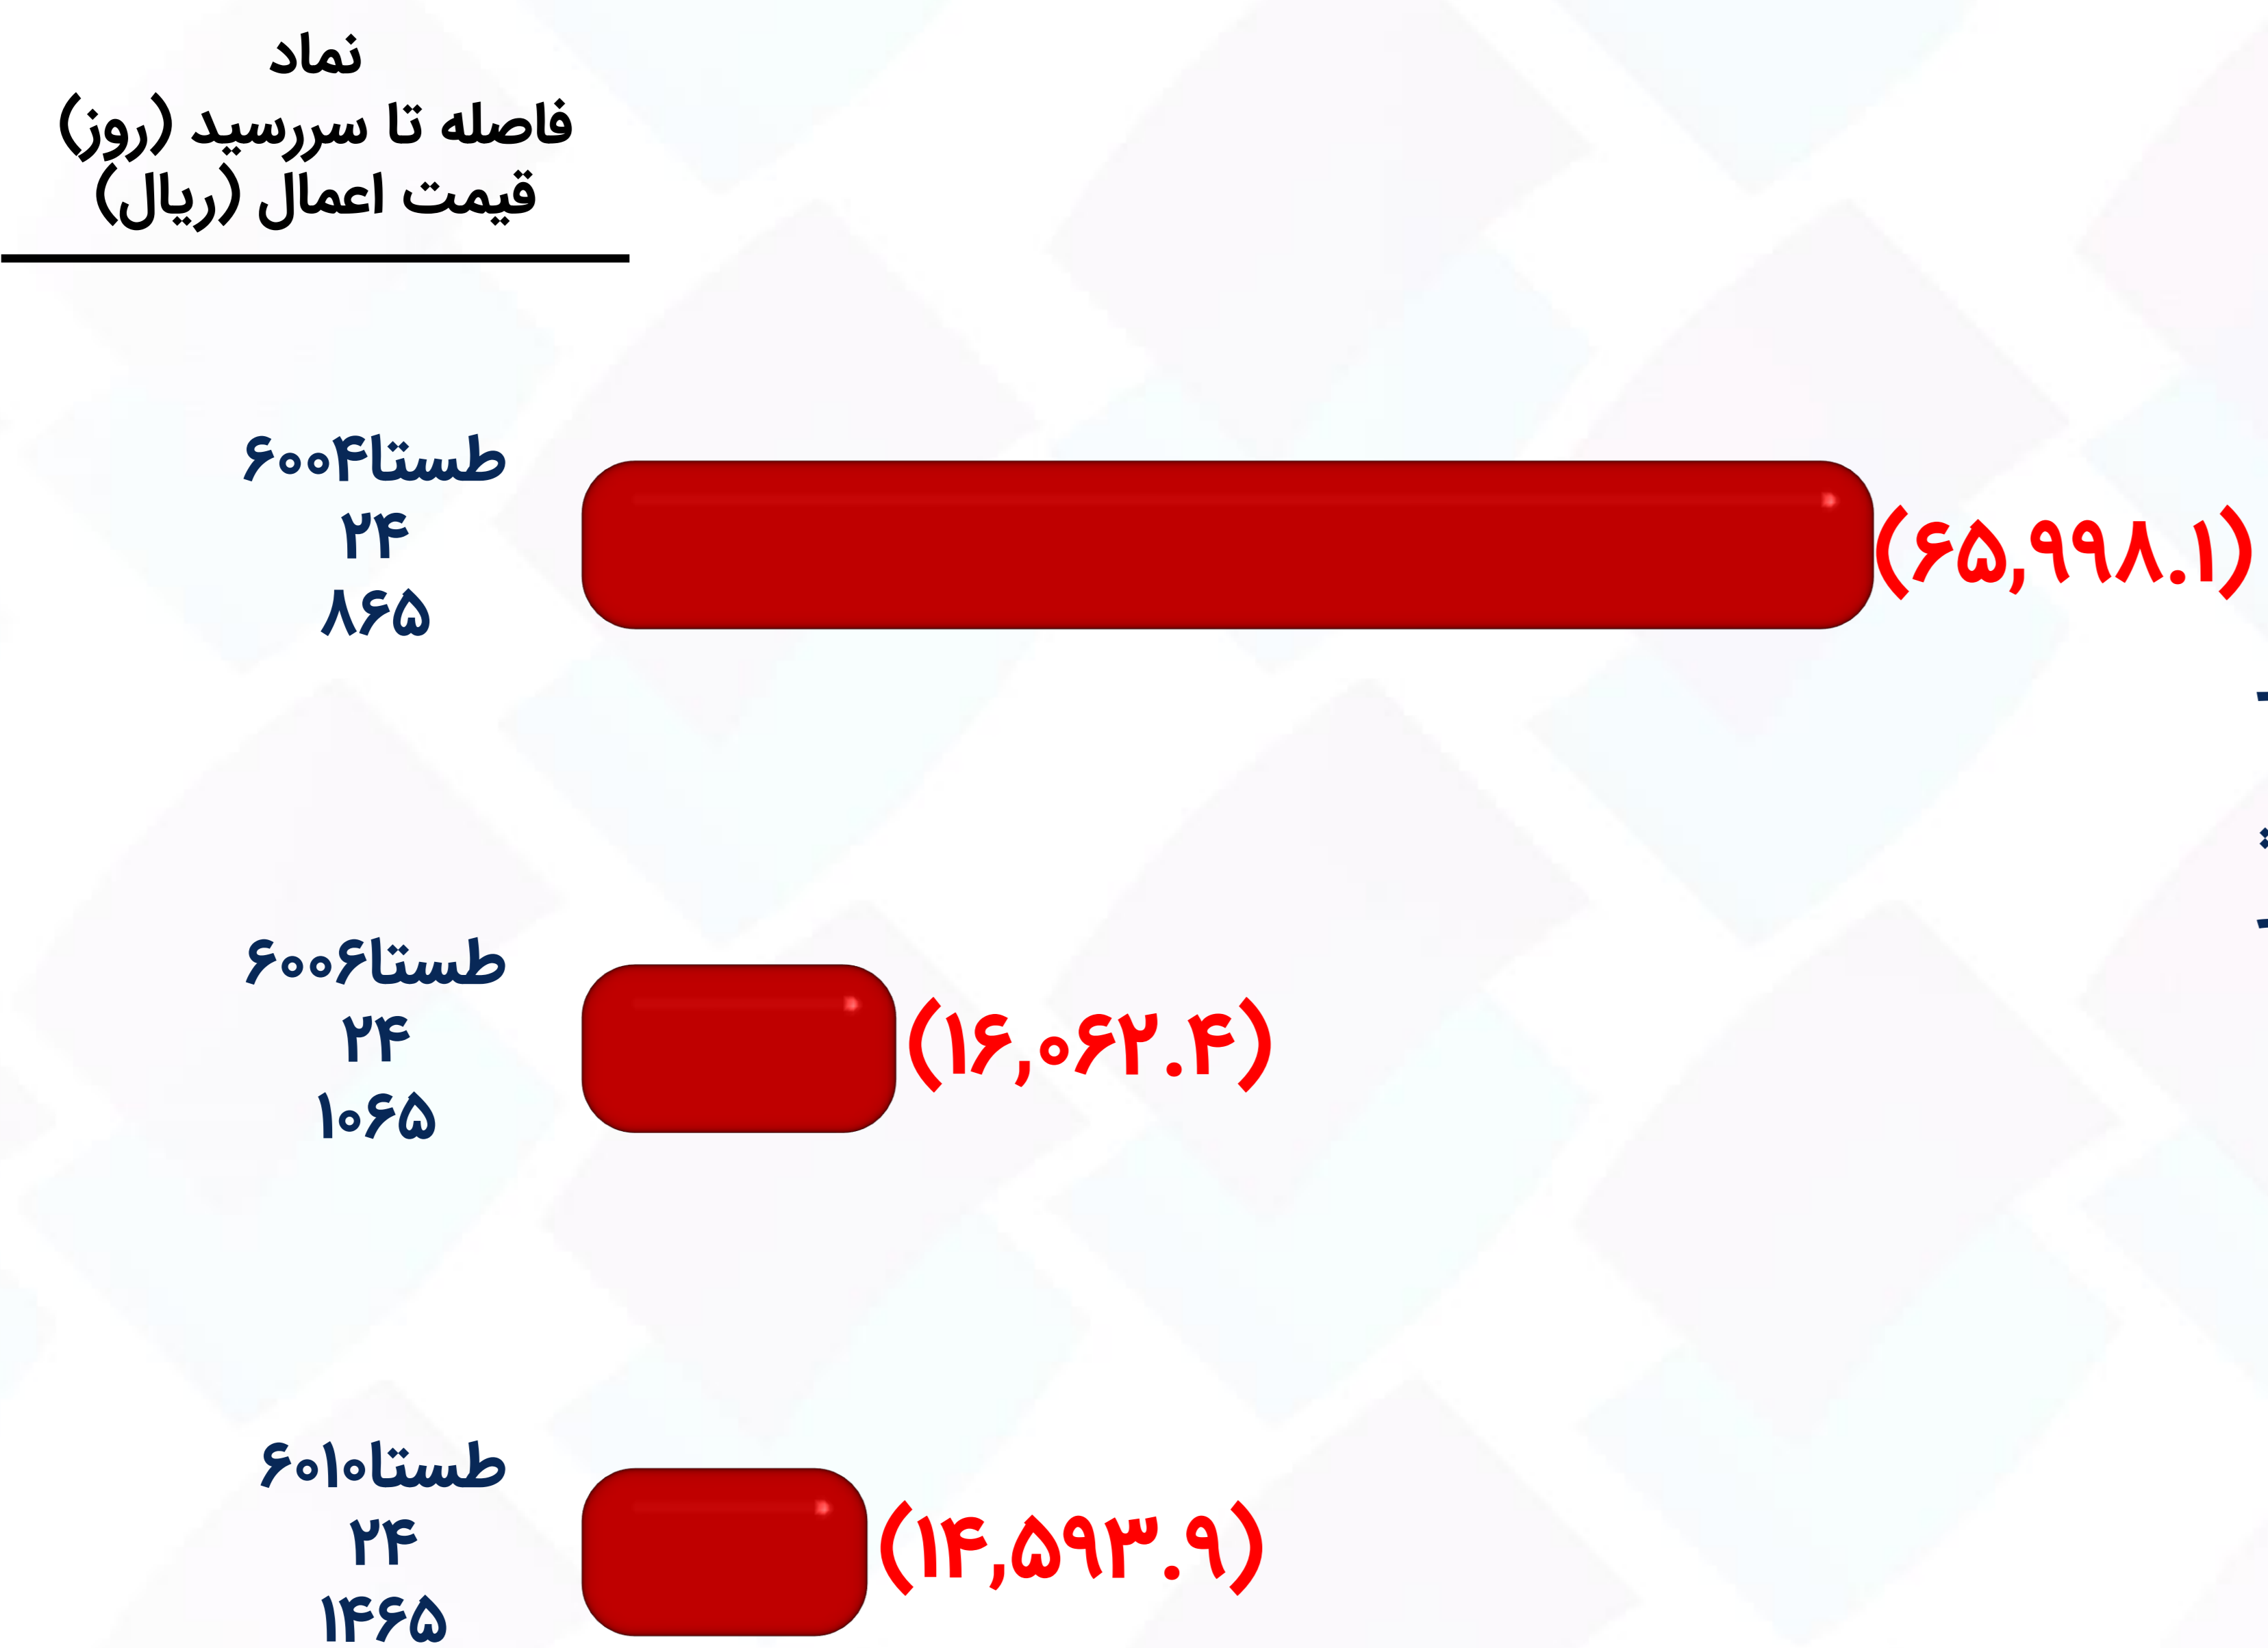 نماد
فاصله تا سررسید (روز)
قیمت اعمال (ریال)
طستا۶۰۰۴
۲۴
۸۶۵
(۶۵,۹۹۸.۱)
طستا۶۰۰۶
۲۴
۱۰۶۵
(۱۶,۰۶۲.۴)
طستا۶۰۱۰
۲۴
۱۴۶۵
(۱۴,۵۹۳.۹)